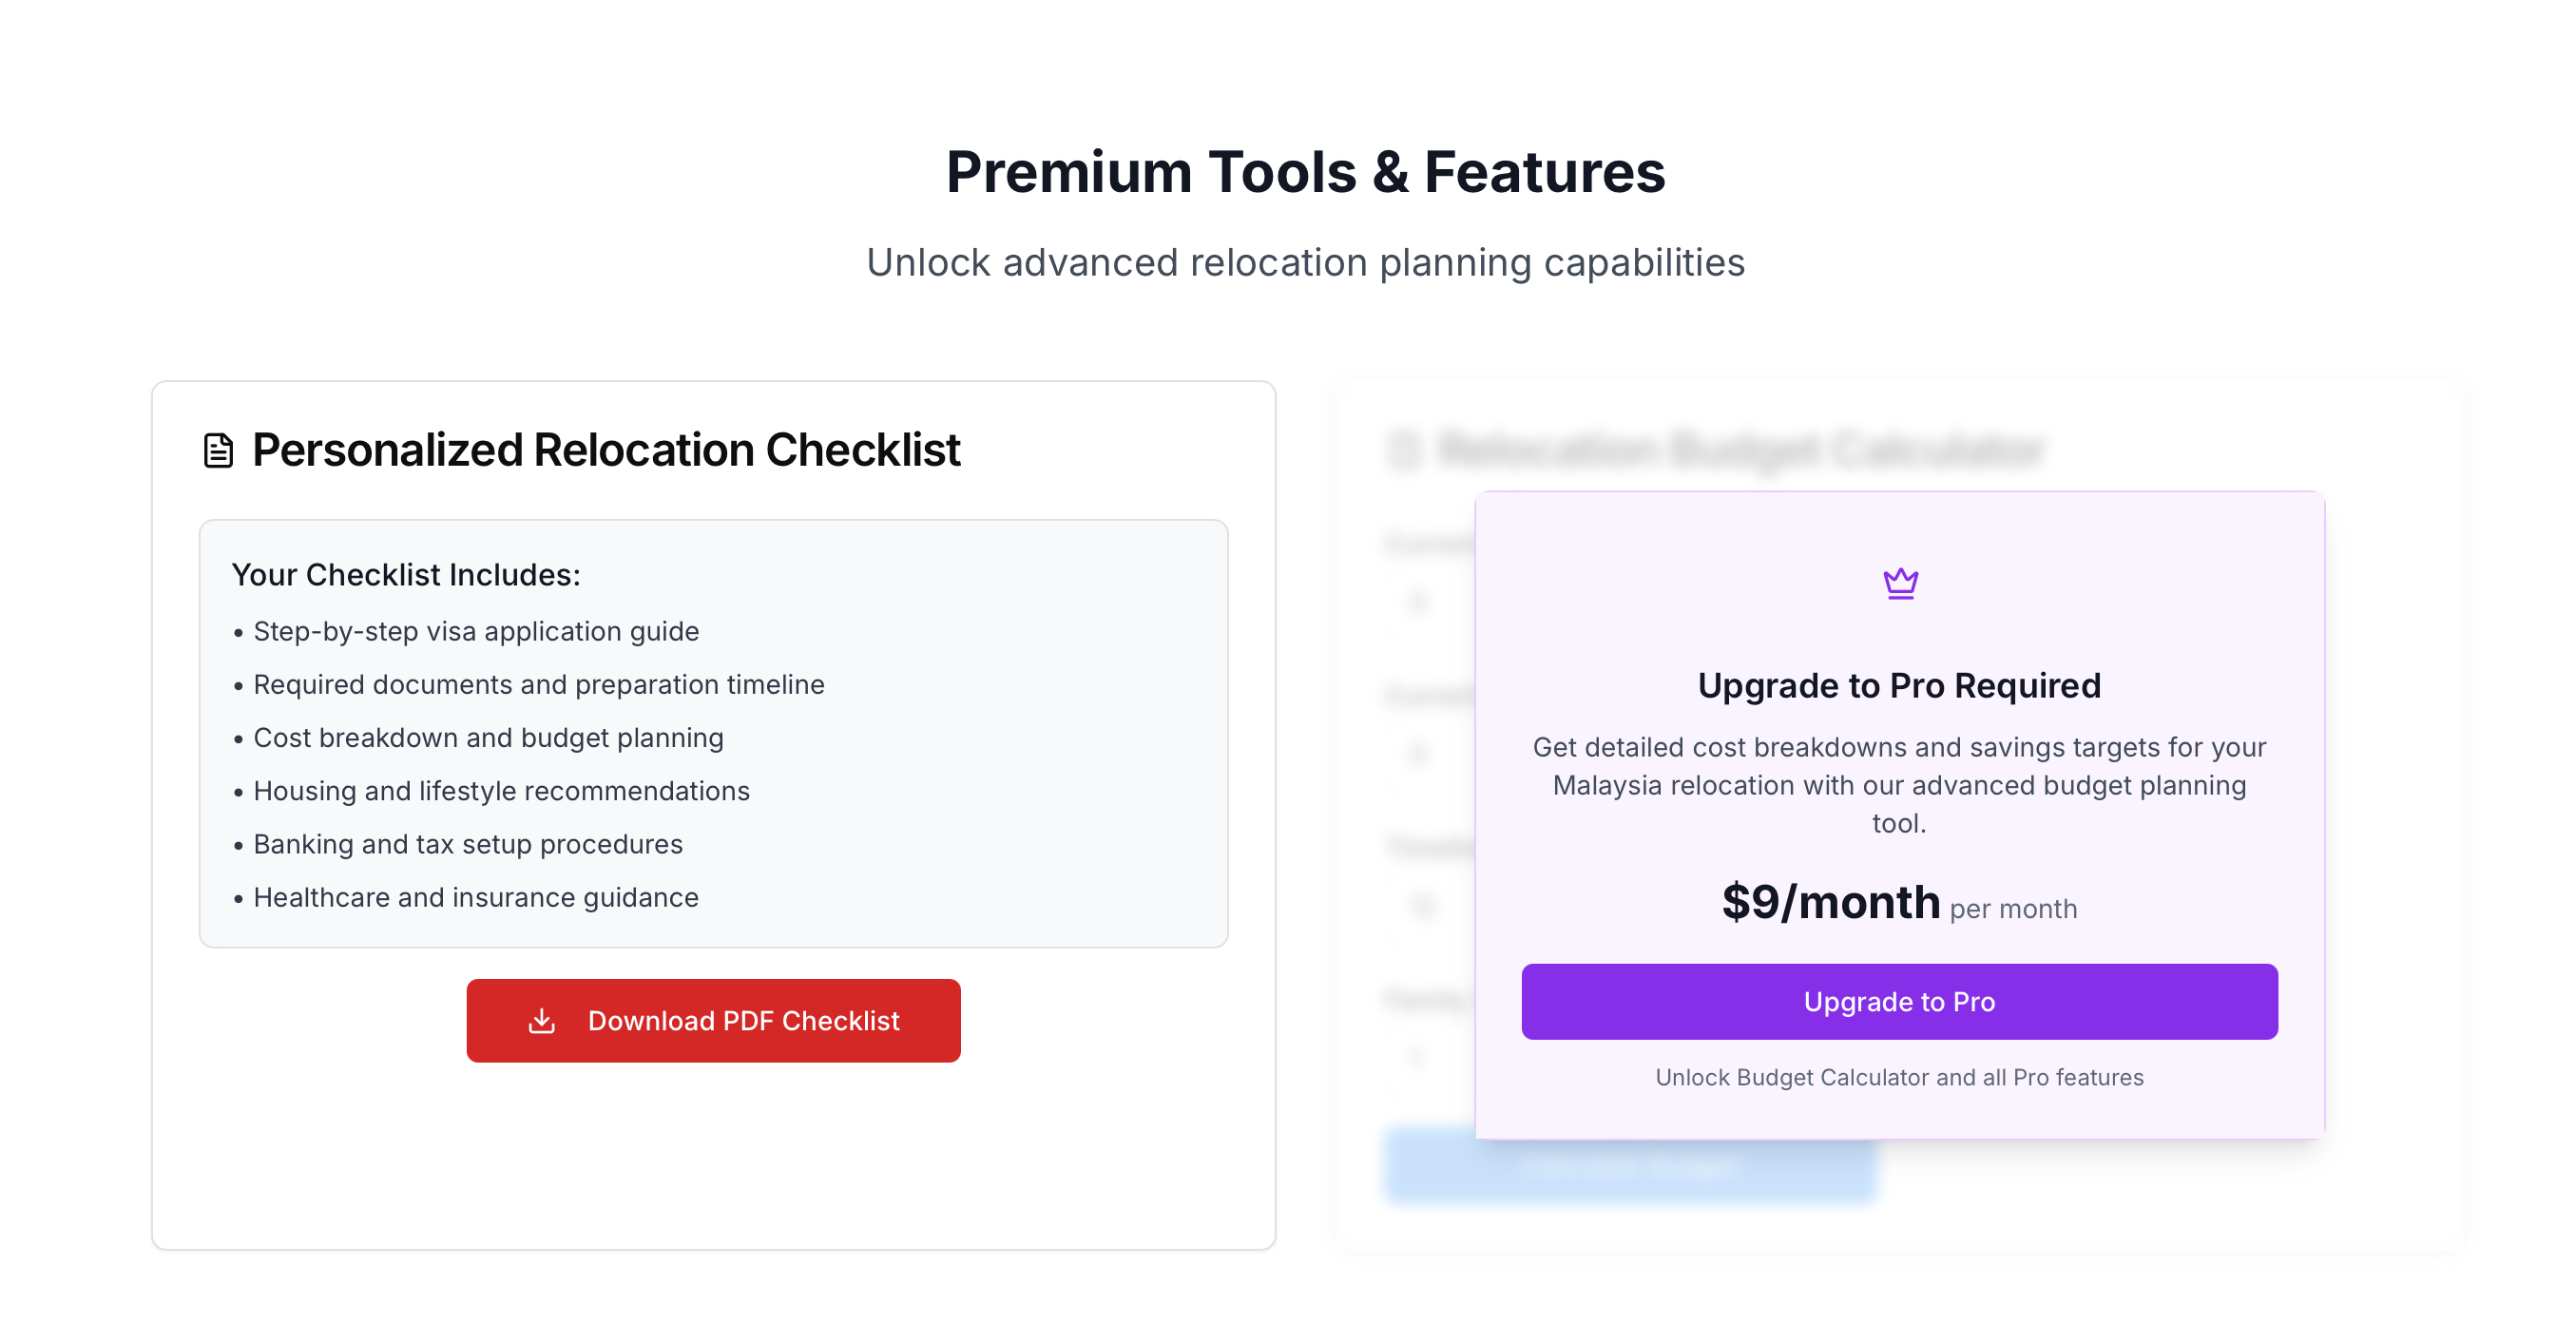 Premium Tools & Features
Unlock advanced relocation planning capabilities
Personalized Relocation Checklist
Your Checklist Includes:
• Step-by-step visa application guide
• Required documents and preparation timeline
• Cost breakdown and budget planning
• Housing and lifestyle recommendations
• Banking and tax setup procedures
• Healthcare and insurance guidance
Download PDF Checklist
Relocation Budget Calculator
Upgrade to Pro Required
Get detailed cost breakdowns and savings targets for your
Malaysia relocation with our advanced budget planning
tool.
$9/month per month
Upgrade to Pro
Unlock Budget Calculator and all Pro features